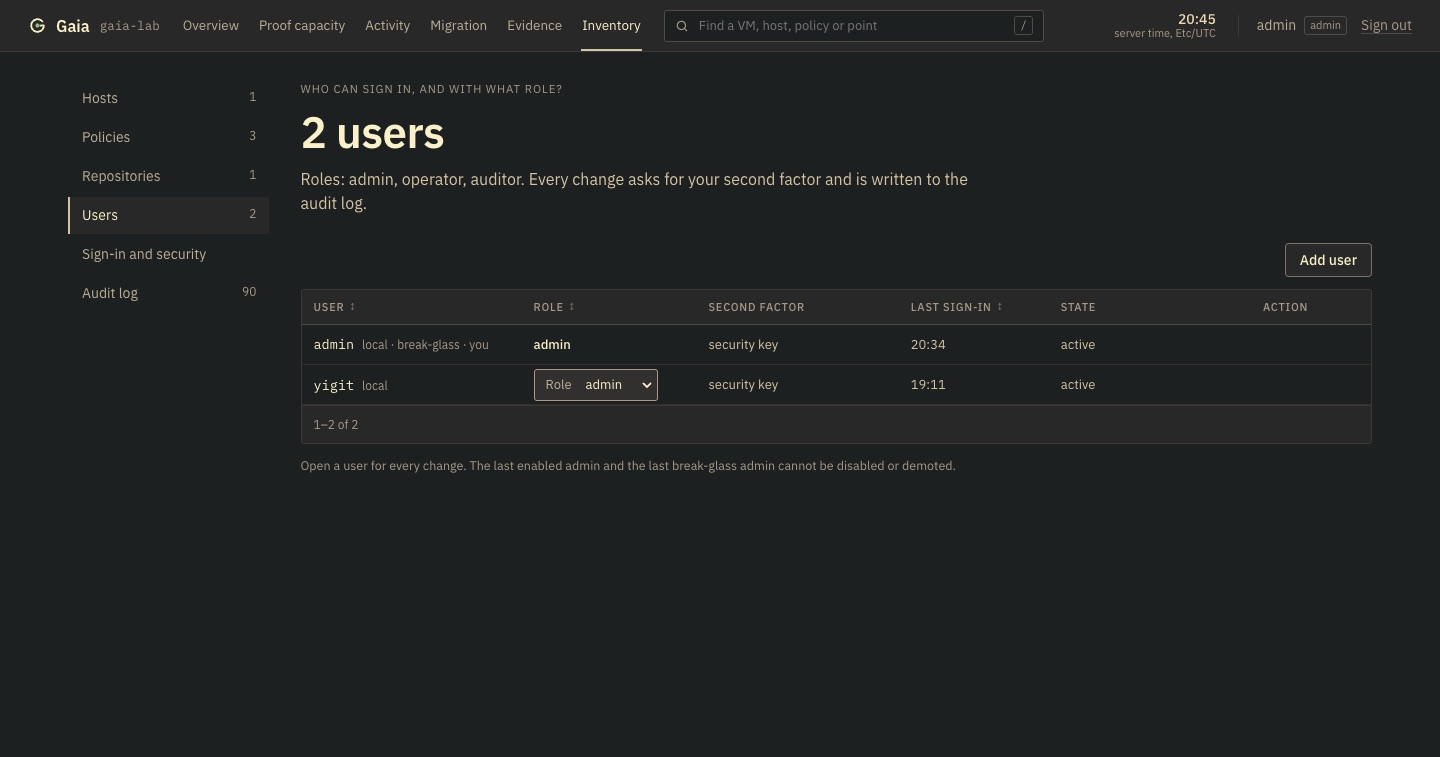 Gaia gaia-lab Overview Proof capacity Activity Migration Evidence Inventory Find a VM, host, policy or point / 20:45 admin admin Sign out
server time, Etc/UTC
Hosts 1
Policies 3
Repositories 1
Users 2
Sign-in and security
Audit log 90
WHO CAN SIGN IN, AND WITH WHAT ROLE?
2 users
Roles: admin, operator, auditor. Every change asks for your second factor and is written to the
audit log.
Add user
USER ↕ ROLE ↕ SECOND FACTOR LAST SIGN-IN ↕ STATE ACTION
admin local · break-glass · you admin security key 20:34 active
yigit local Role admin security key 19:11 active
1–2 of 2
Open a user for every change. The last enabled admin and the last break-glass admin cannot be disabled or demoted.